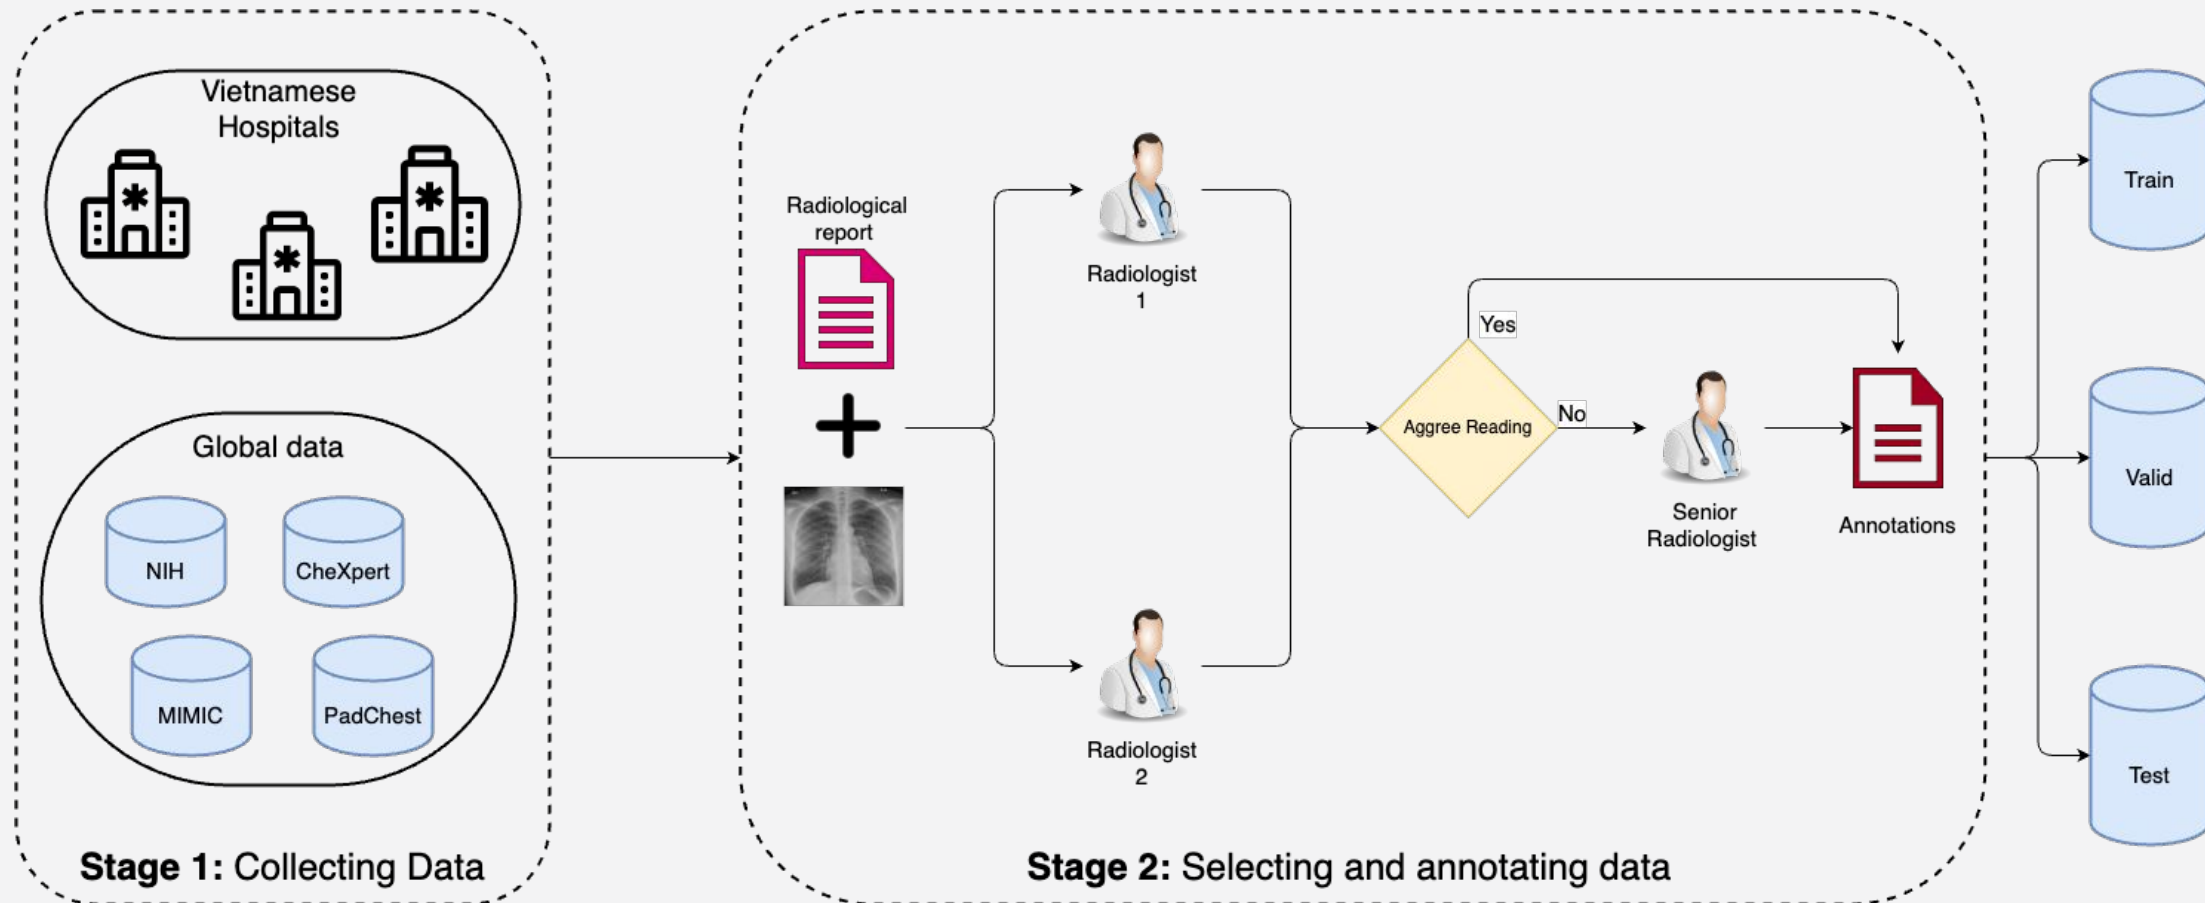 Vietnamese
Hospitals
Global data
NIH
CheXpert
MIMIC
PadChest
Stage 1: Collecting Data
Radiological
report
Radiologist
1
Radiologist
2
Aggree Reading
Yes
No
Senior
Radiologist
Annotations
Stage 2: Selecting and annotating data
Train
Valid
Test